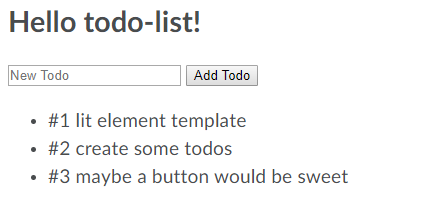 Hello todo-list!
New Todo Add Todo
#1 lit element template
#2 create some todos
#3 maybe a button would be sweet